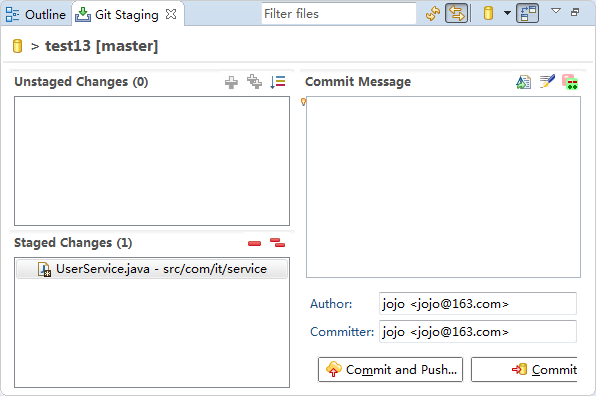 Outline Git Staging Filter files
> test13 [master]
Unstaged Changes (0)
Commit Message
Staged Changes (1)
UserService.java - src/com/it/service
Author: jojo <jojo@163.com>
Committer: jojo <jojo@163.com>
Commit and Push... Commit